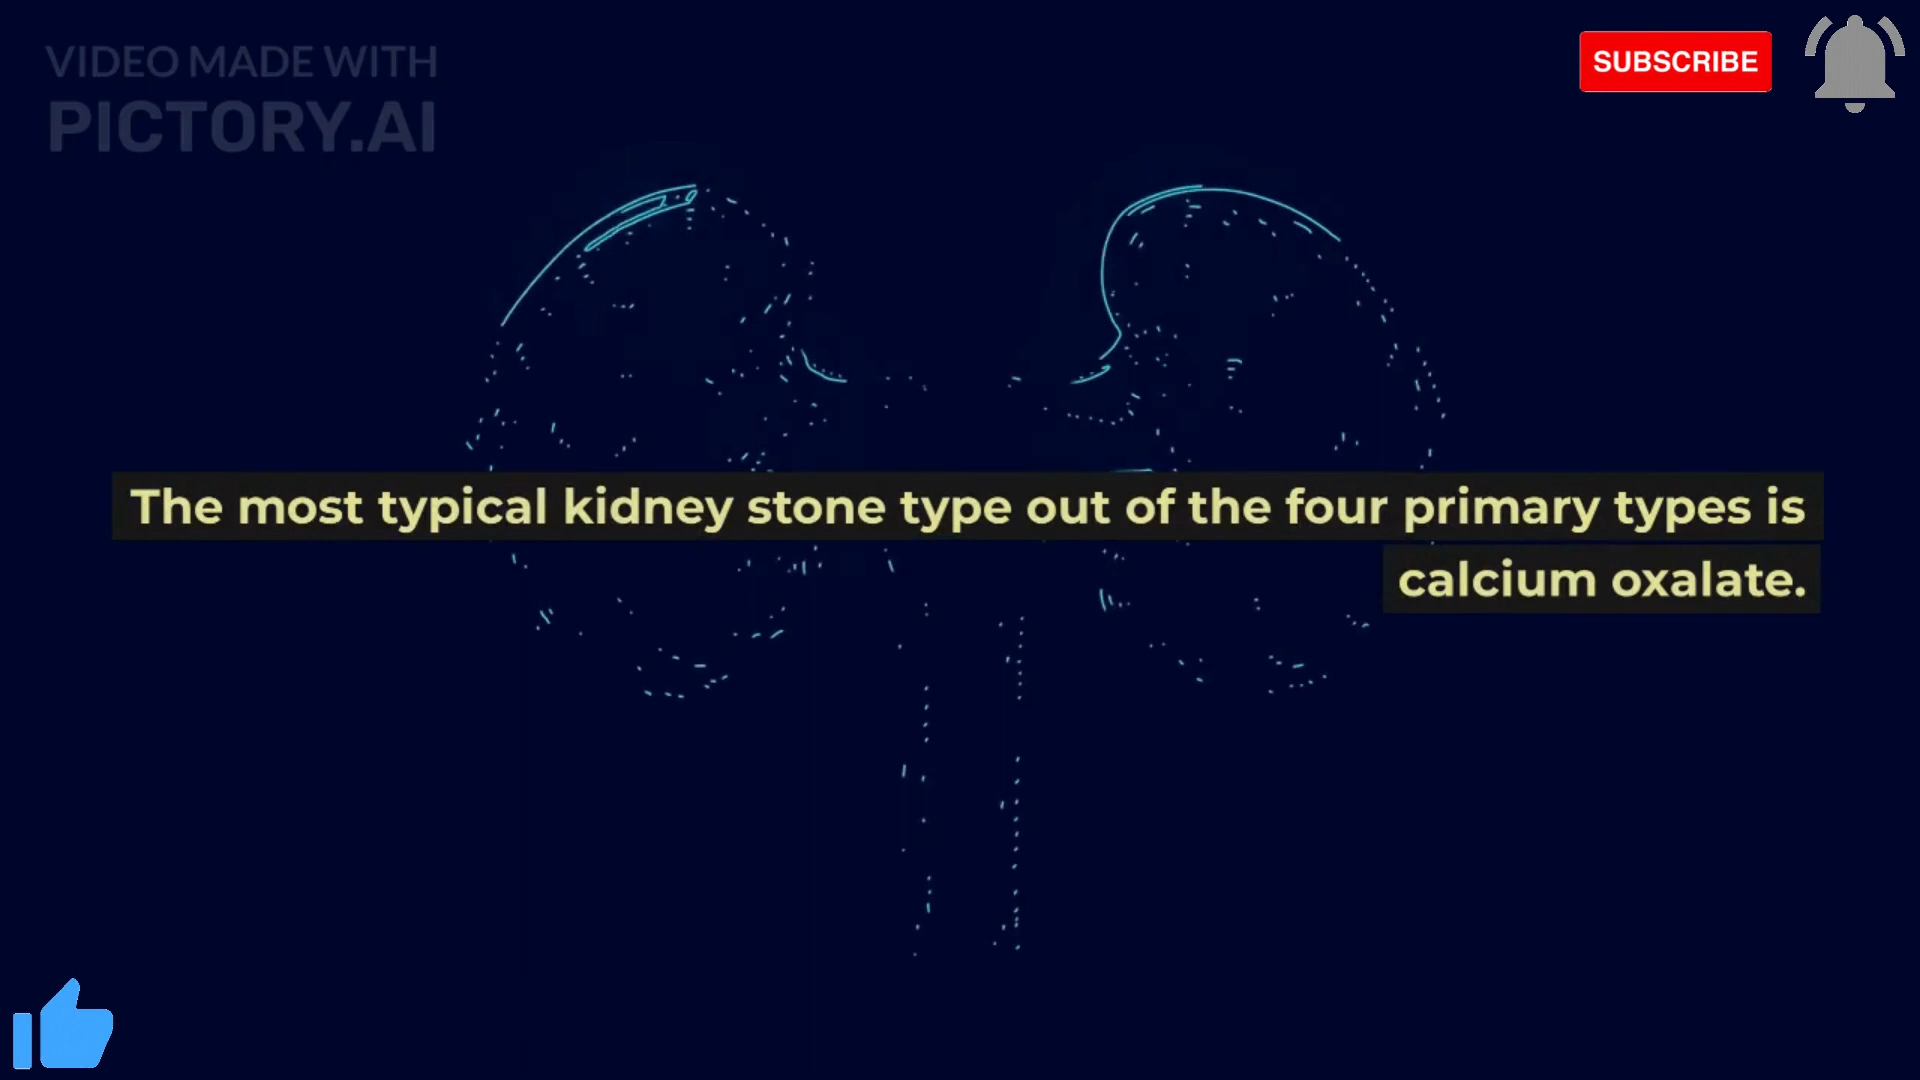 VIDEO MADE WITH
PICTORY.AI
SUBSCRIBE
The most typical kidney stone type out of the four primary types is
calcium oxalate.